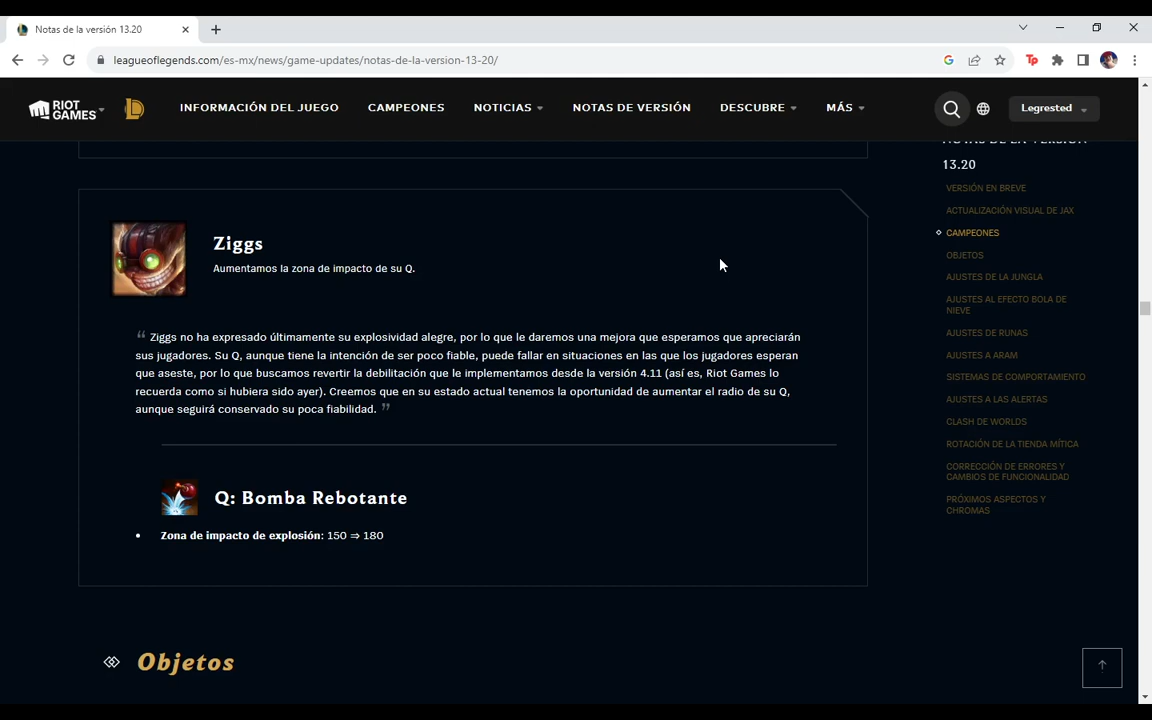 Notas de la versión 13.20
leagueoflegends.com/es-mx/news/game-updates/notas-de-la-version-13-20/
RIOT GAMES
INFORMACIÓN DEL JUEGO
CAMPEONES
NOTICIAS
NOTAS DE VERSIÓN
DESCUBRE
MÁS
Legrested
Ziggs
Aumentamos la zona de impacto de su Q.
“ Ziggs no ha expresado últimamente su explosividad alegre, por lo que le daremos una mejora que esperamos que apreciarán
sus jugadores. Su Q, aunque tiene la intención de ser poco fiable, puede fallar en situaciones en las que los jugadores esperan
que aseste, por lo que buscamos revertir la debilitación que le implementamos desde la versión 4.11 (así es, Riot Games lo
recuerda como si hubiera sido ayer). Creemos que en su estado actual tenemos la oportunidad de aumentar el radio de su Q,
aunque seguirá conservado su poca fiabilidad. ”
Q: Bomba Rebotante
• Zona de impacto de explosión: 150 ⇒ 180
Objetos
NOTAS DE LA VERSIÓN
13.20
VERSIÓN EN BREVE
ACTUALIZACIÓN VISUAL DE JAX
CAMPEONES
OBJETOS
AJUSTES DE LA JUNGLA
AJUSTES AL EFECTO BOLA DE
NIEVE
AJUSTES DE RUNAS
AJUSTES A ARAM
SISTEMAS DE COMPORTAMIENTO
AJUSTES A LAS ALERTAS
CLASH DE WORLDS
ROTACIÓN DE LA TIENDA MÍTICA
CORRECCIÓN DE ERRORES Y
CAMBIOS DE FUNCIONALIDAD
PRÓXIMOS ASPECTOS Y
CHROMAS